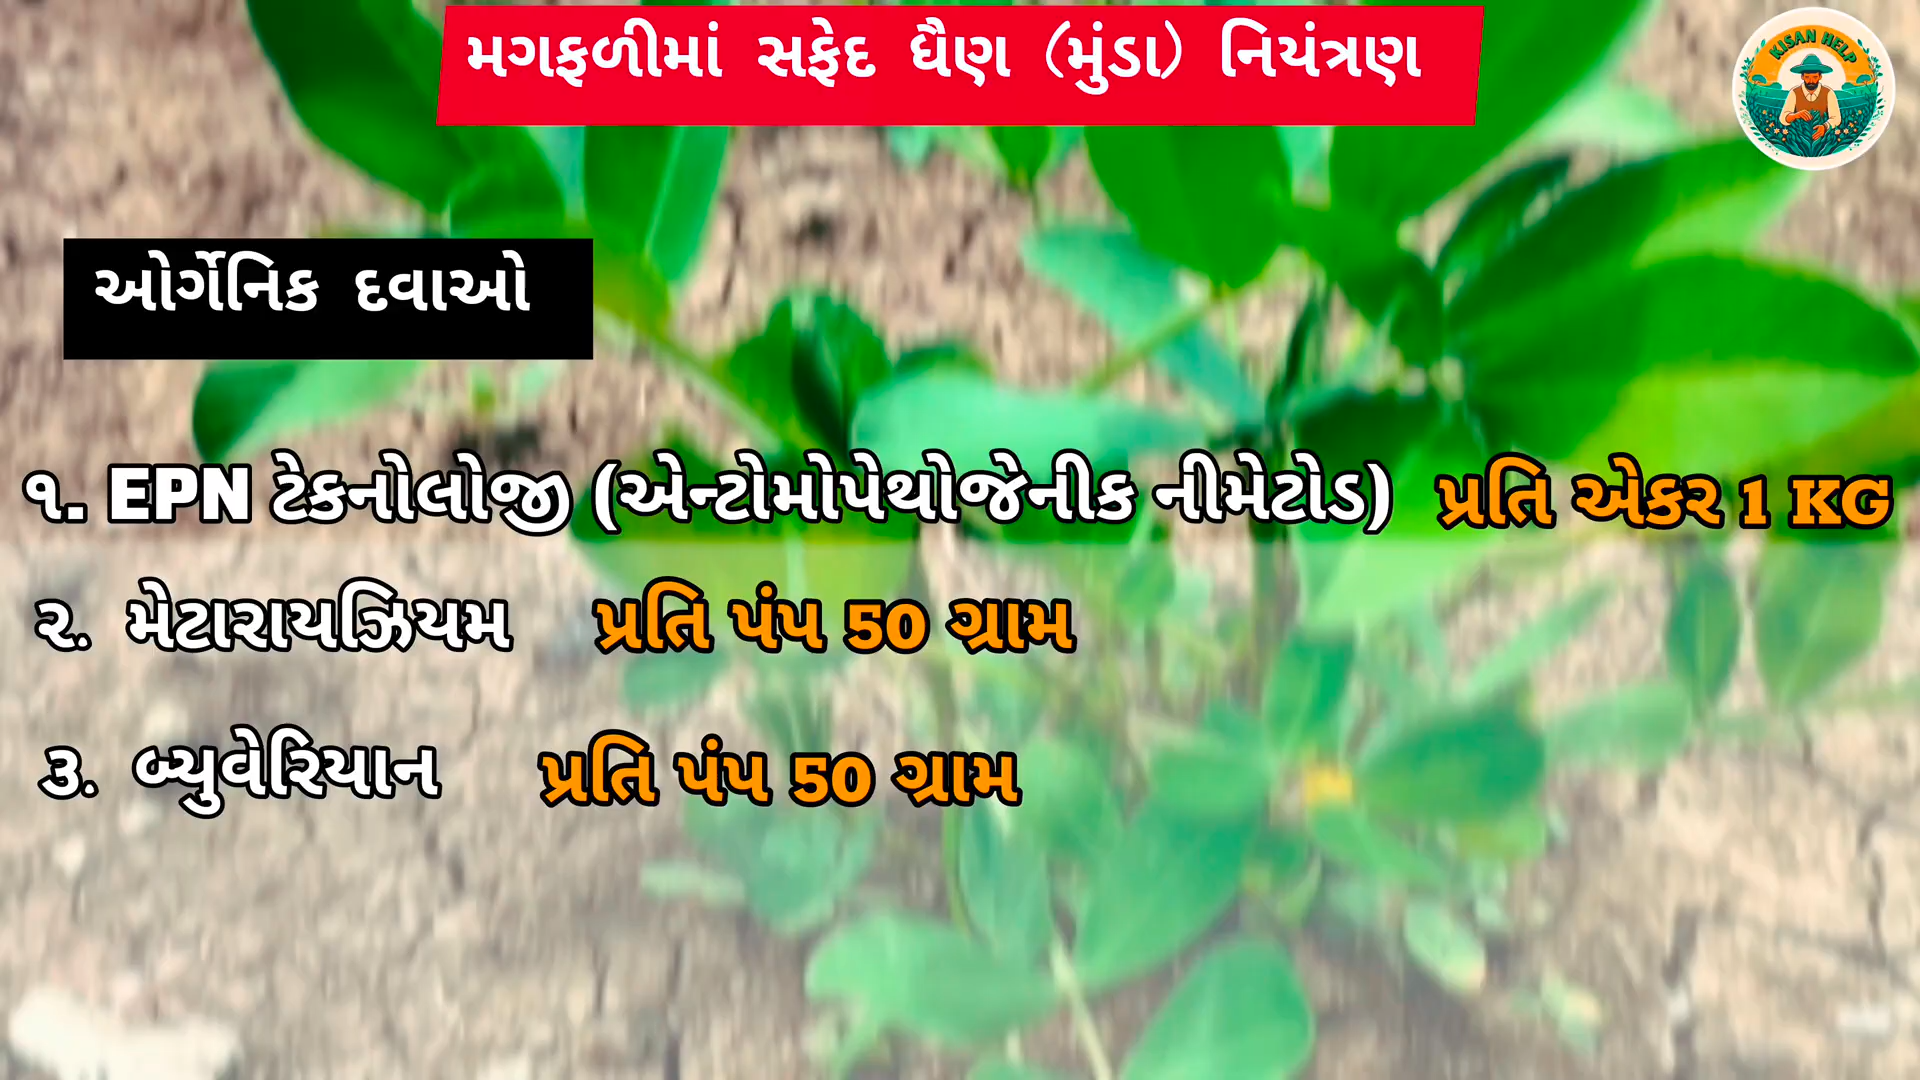 મગફળીમાં સફેદ ધૈણ (મુંડા) નિયંત્રણ
KISAN HELP
ઓર્ગેનિક દવાઓ
૧. EPN ટેકનોલોજી (એન્ટોમોપેથોજેનીક નીમેટોડ) પ્રતિ એકર 1 KG
૨. મેટારાયઝિયમ પ્રતિ પંપ 50 ગ્રામ
૩. બ્યુવેરિયાન પ્રતિ પંપ 50 ગ્રામ